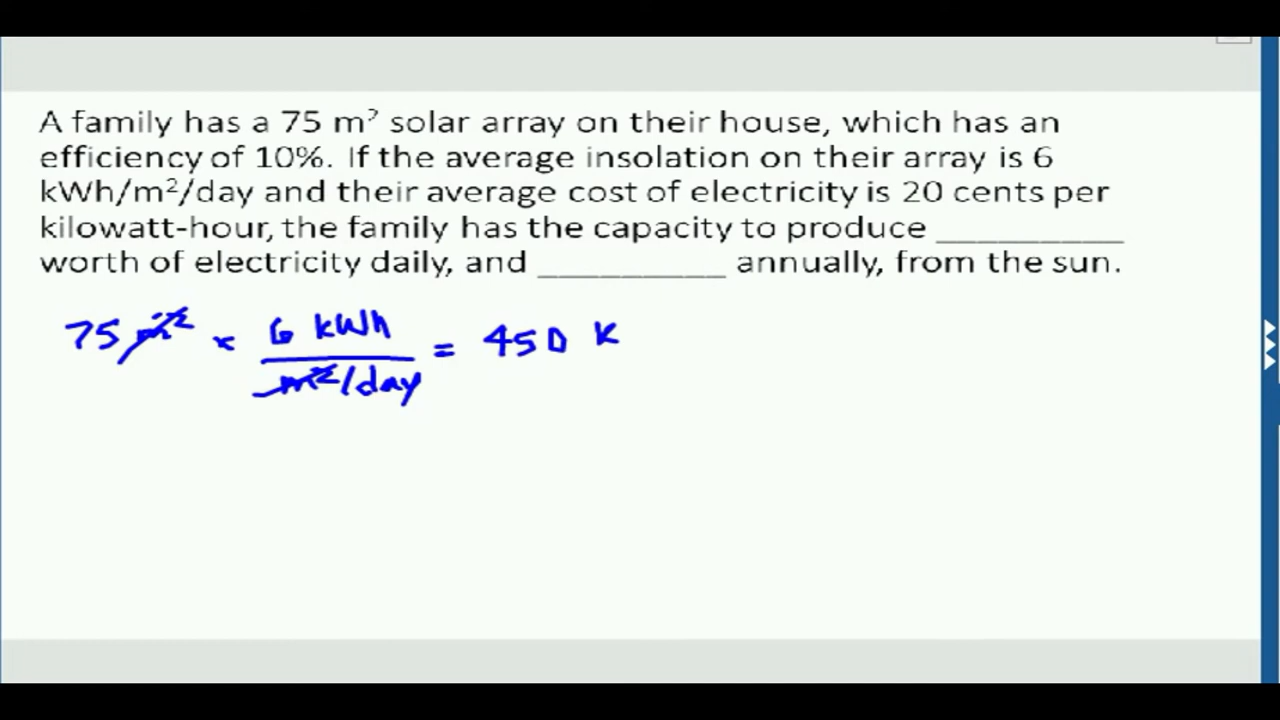 A family has a 75 m² solar array on their house, which has an
efficiency of 10%. If the average insolation on their array is 6
kWh/m²/day and their average cost of electricity is 20 cents per
kilowatt-hour, the family has the capacity to produce _________
worth of electricity daily, and _________ annually, from the sun.
75 m² × 6 kWh / m²/day = 450 K